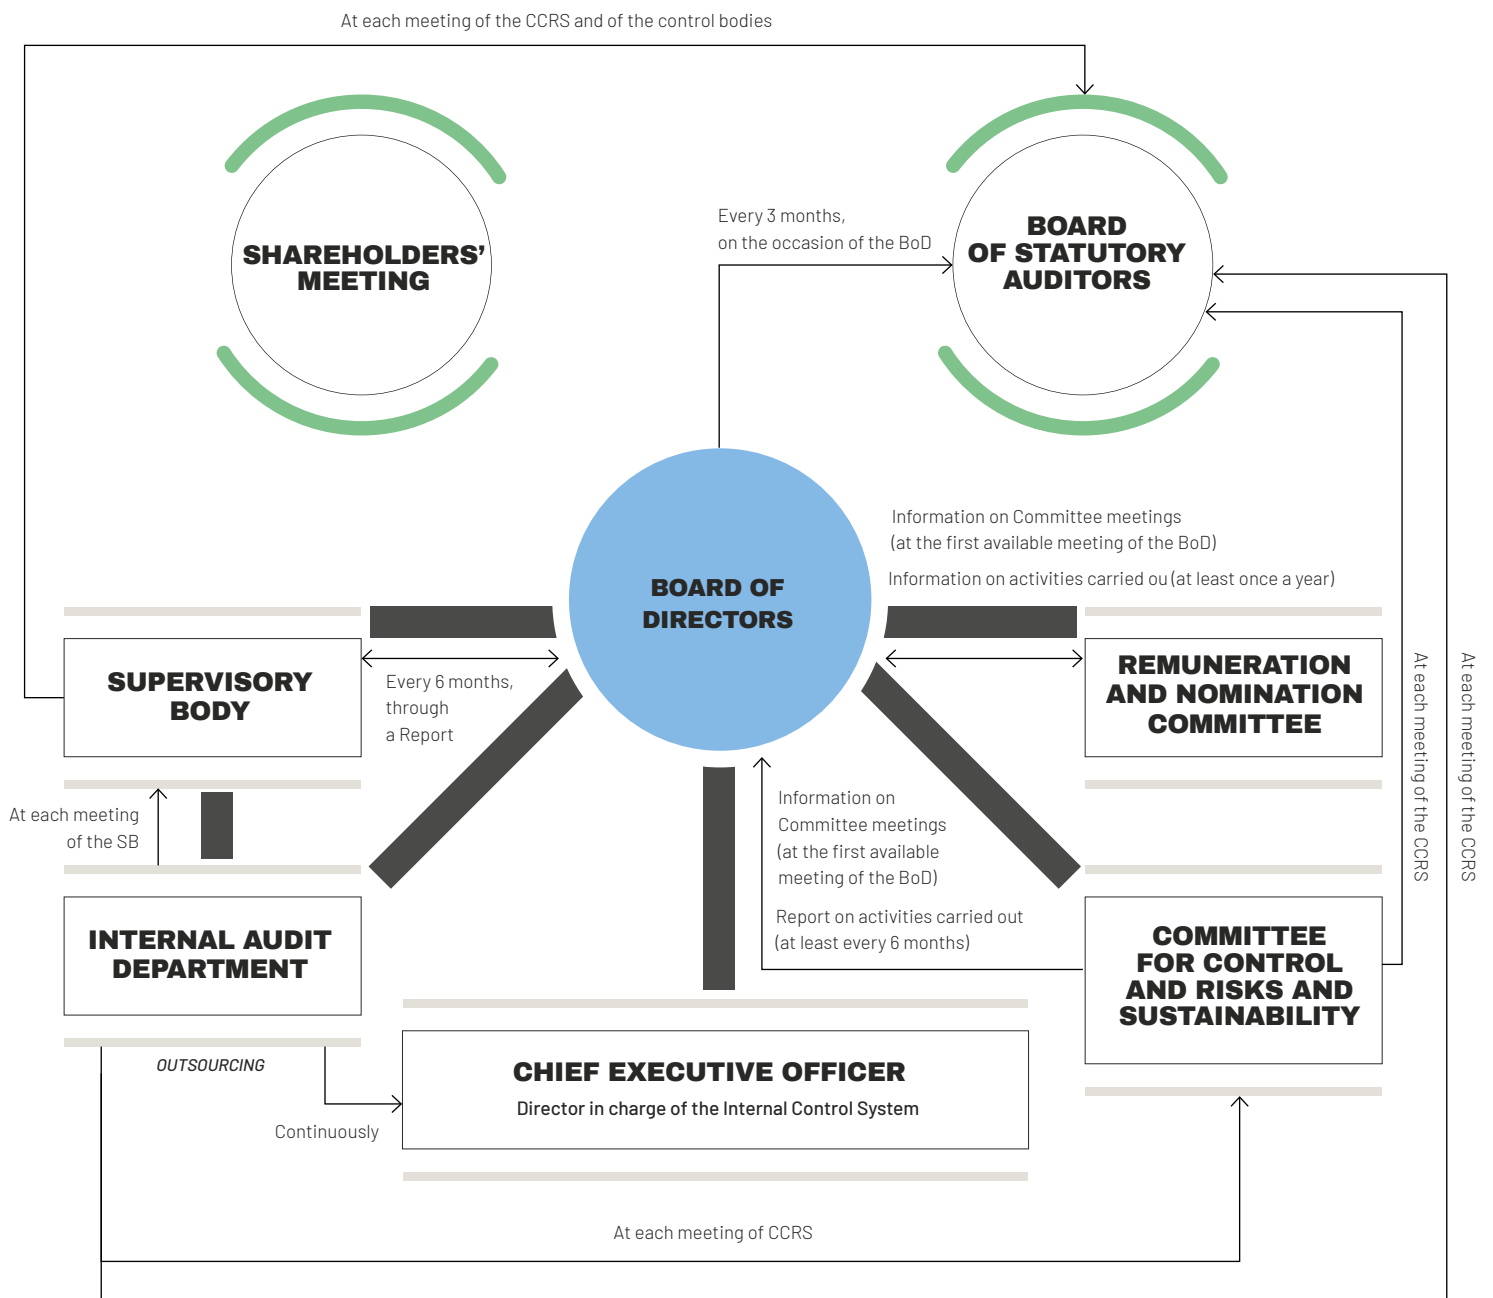 At each meeting of the CCRS and of the control bodies
SHAREHOLDERS’
MEETING
Every 3 months,
on the occasion of the BoD
BOARD
OF STATUTORY
AUDITORS
BOARD OF
DIRECTORS
Information on Committee meetings
(at the first available meeting of the BoD)
Information on activities carried ou (at least once a year)
SUPERVISORY
BODY
Every 6 months,
through
a Report
REMUNERATION
AND NOMINATION
COMMITTEE
At each meeting of the CCRS
At each meeting of the CCRS
At each meeting
of the SB
Information on
Committee meetings
(at the first available
meeting of the BoD)
Report on activities carried out
(at least every 6 months)
INTERNAL AUDIT
DEPARTMENT
COMMITTEE
FOR CONTROL
AND RISKS AND
SUSTAINABILITY
OUTSOURCING
Continuously
CHIEF EXECUTIVE OFFICER
Director in charge of the Internal Control System
At each meeting of CCRS